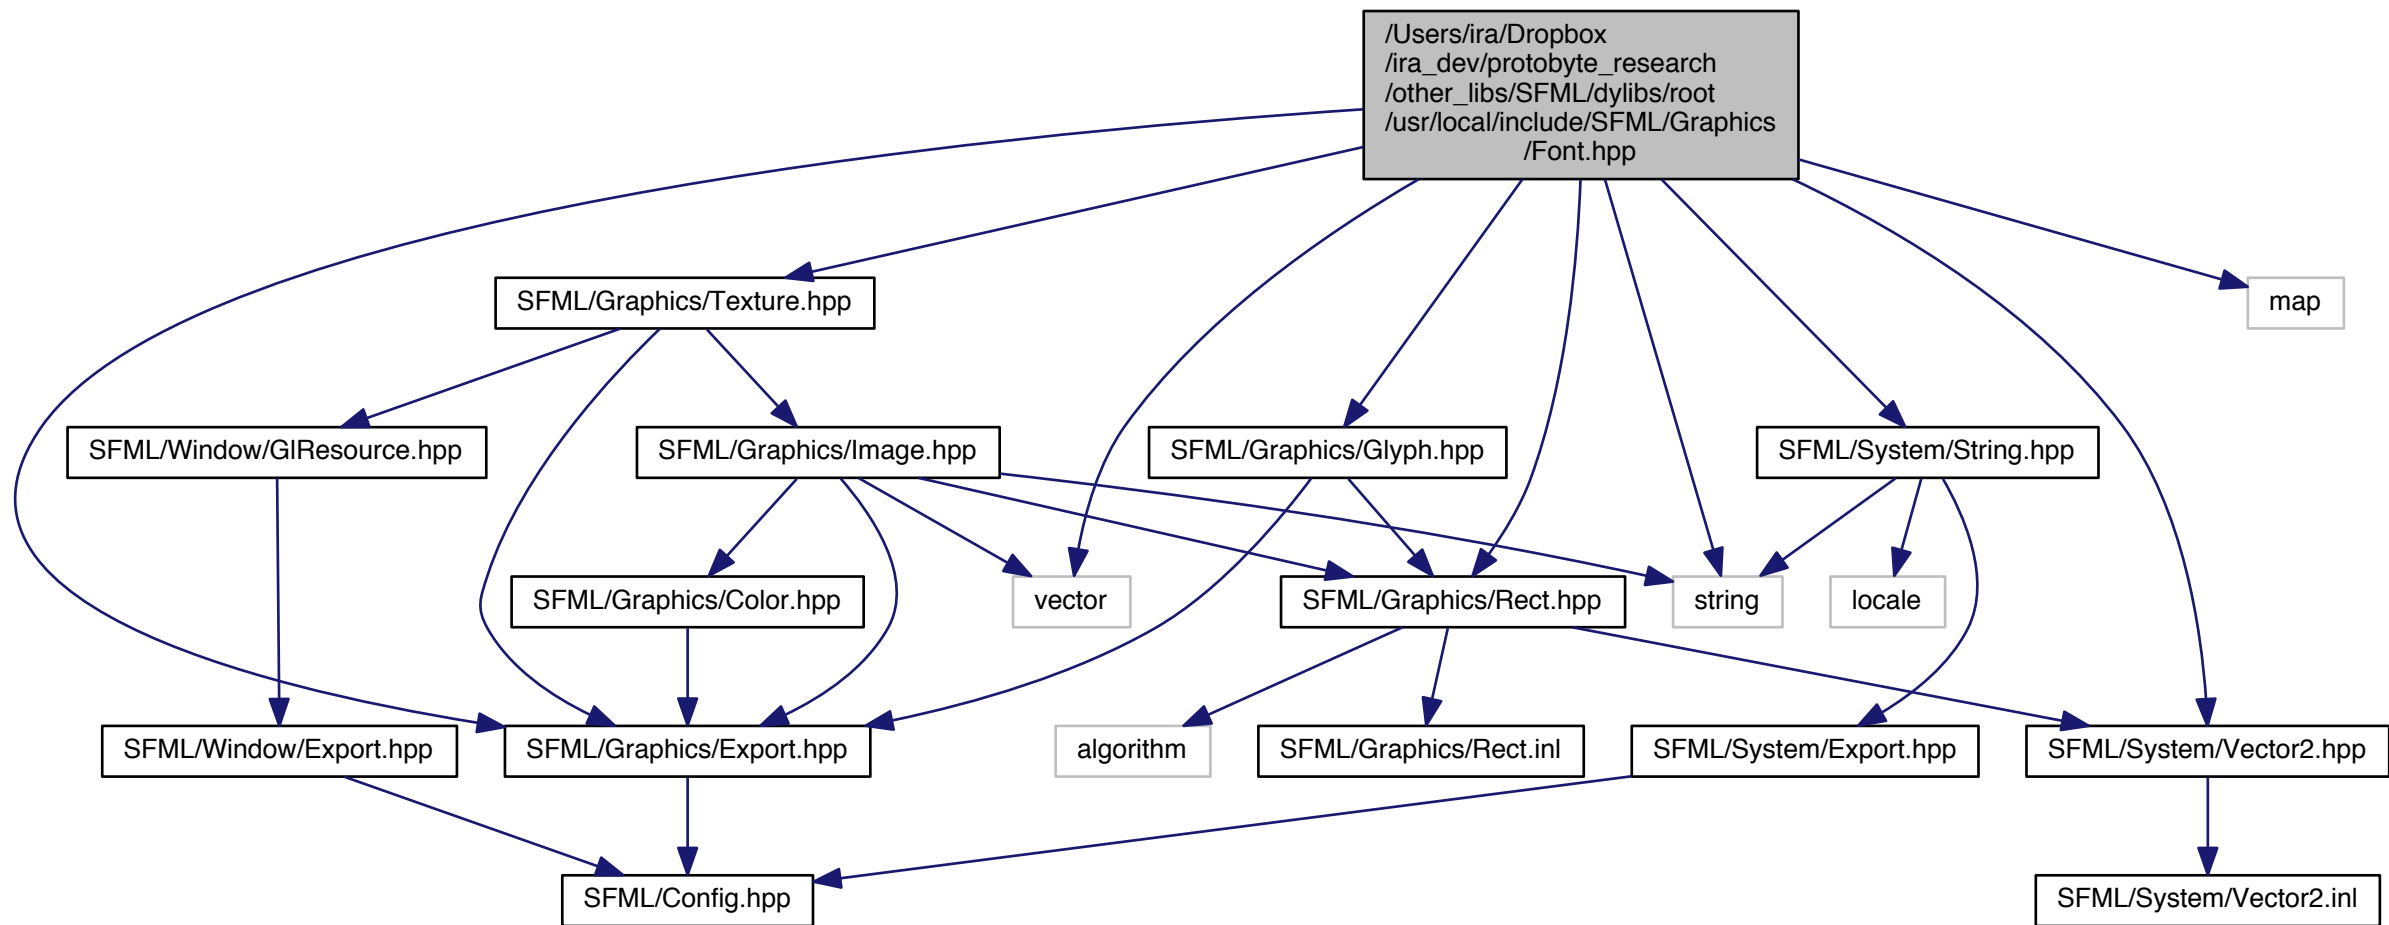 /Users/ira/Dropbox
/ira_dev/protobyte_research
/other_libs/SFML/dylibs/root
/usr/local/include/SFML/Graphics
/Font.hpp
SFML/Graphics/Texture.hpp
map
SFML/Window/GlResource.hpp
SFML/Graphics/Image.hpp
SFML/Graphics/Glyph.hpp
SFML/System/String.hpp
SFML/Graphics/Color.hpp
vector
SFML/Graphics/Rect.hpp
string
locale
SFML/Window/Export.hpp
SFML/Graphics/Export.hpp
algorithm
SFML/Graphics/Rect.inl
SFML/System/Export.hpp
SFML/System/Vector2.hpp
SFML/Config.hpp
SFML/System/Vector2.inl